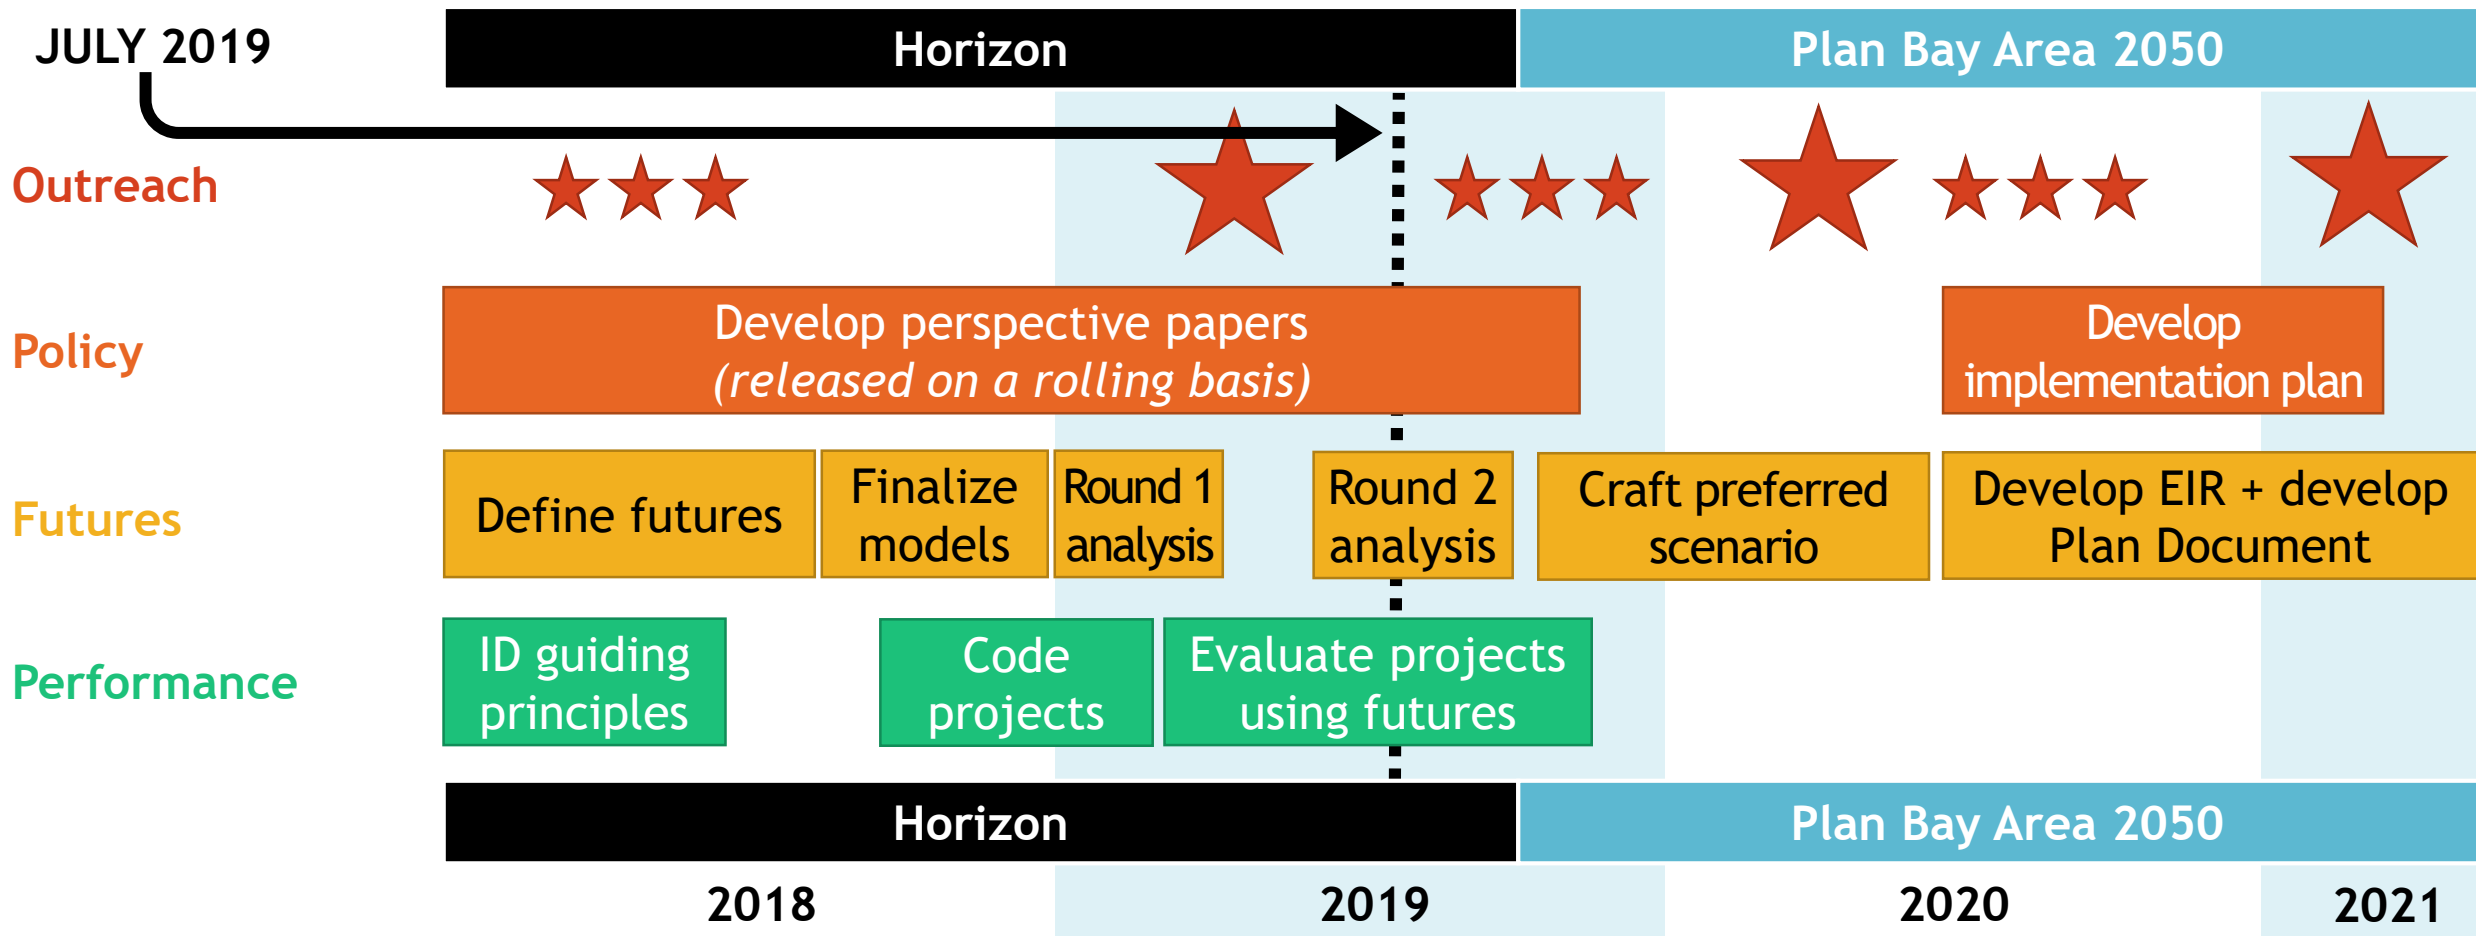 JULY 2019
Horizon
Plan Bay Area 2050
Outreach
Policy
Develop perspective papers
(released on a rolling basis)
Develop
implementation plan
Futures
Define futures
Finalize
models
Round 1
analysis
Round 2
analysis
Craft preferred
scenario
Develop EIR + develop
Plan Document
Performance
ID guiding
principles
Code
projects
Evaluate projects
using futures
Horizon
Plan Bay Area 2050
2018
2019
2020
2021